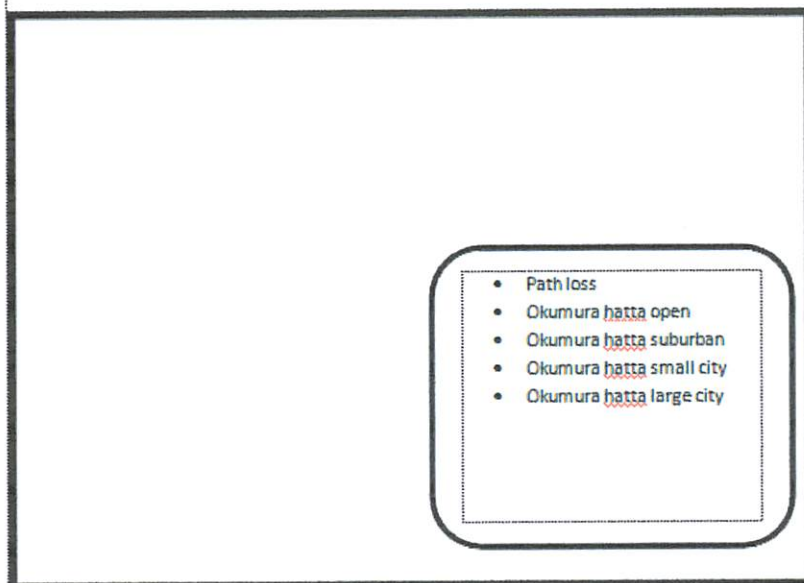 • Path loss
• Okumura hatta open
• Okumura hatta suburban
• Okumura hatta small city
• Okumura hatta large city